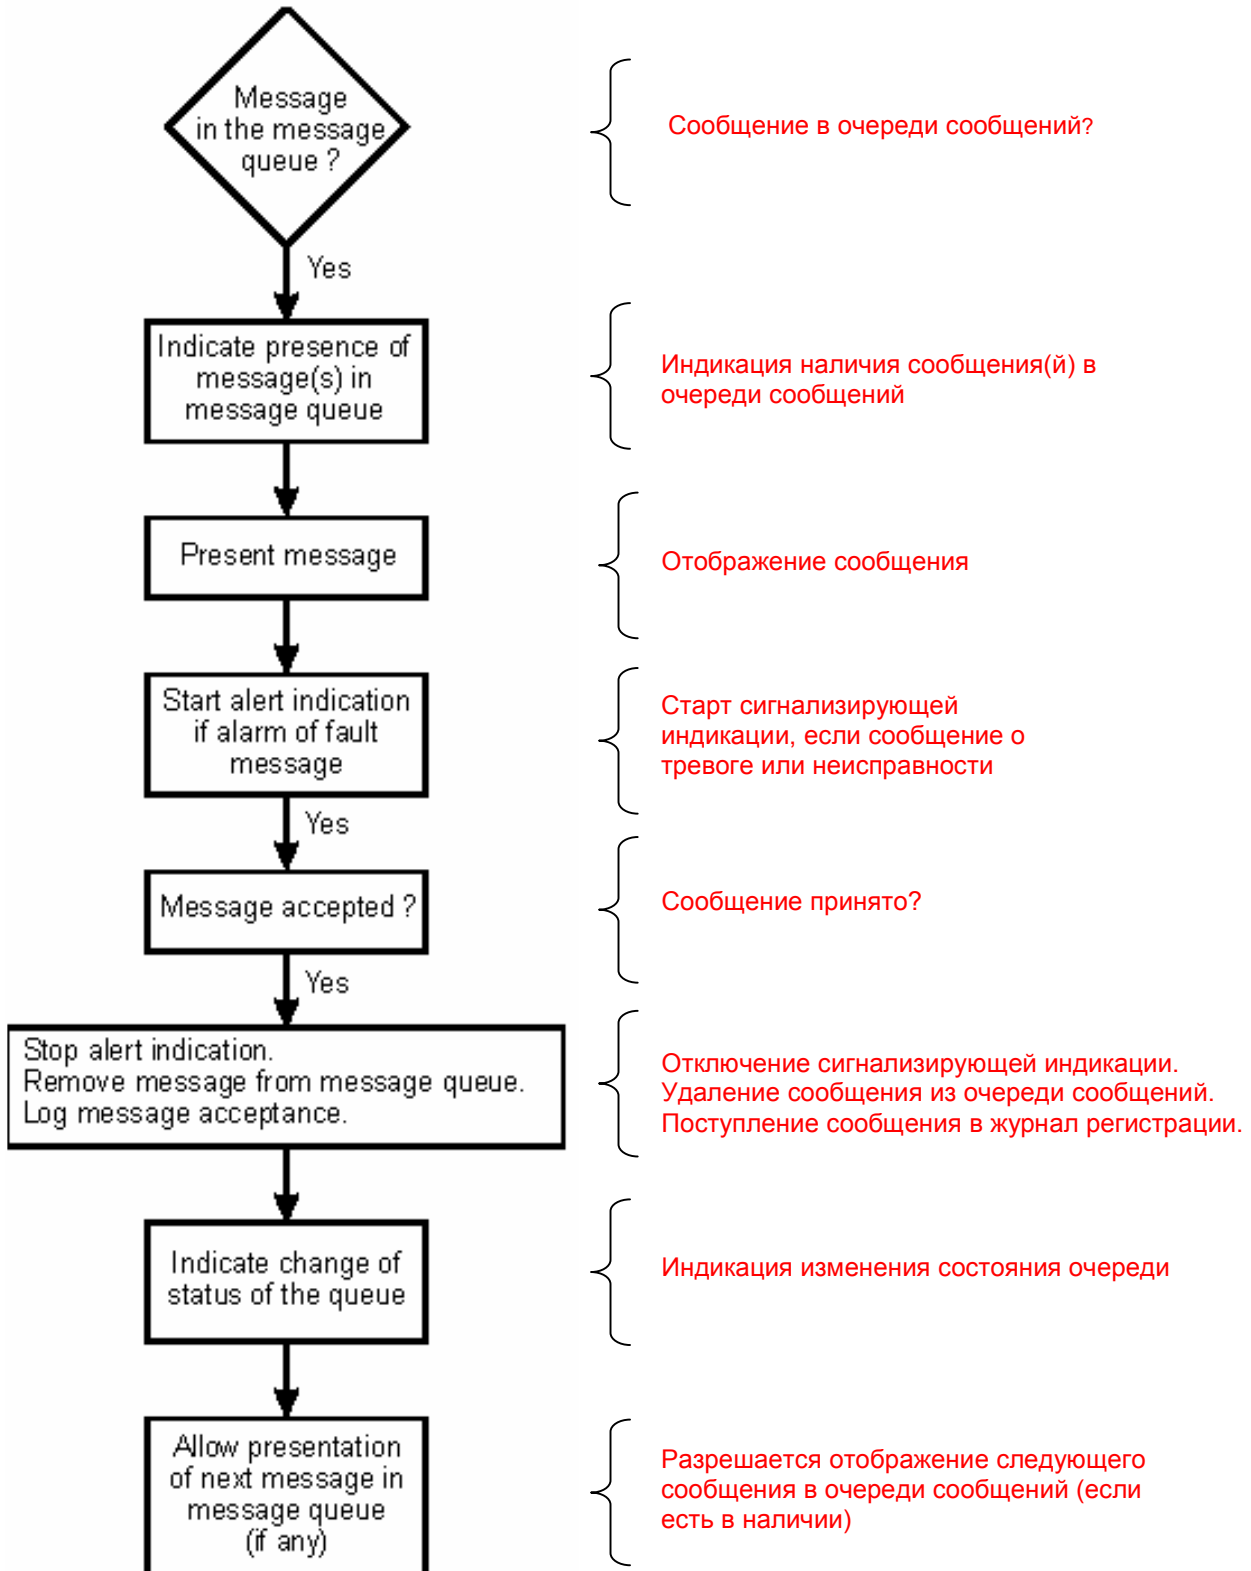 Message
in the message
queue ?
Сообщение в очереди сообщений?
Yes
Indicate presence of
message(s) in
message queue
Индикация наличия сообщения(й) в
очереди сообщений
Present message
Отображение сообщения
Start alert indication
if alarm of fault
message
Старт сигнализирующей
индикации, если сообщение о
тревоге или неисправности
Yes
Message accepted ?
Сообщение принято?
Yes
Stop alert indication.
Remove message from message queue.
Log message acceptance.
Отключение сигнализирующей индикации.
Удаление сообщения из очереди сообщений.
Поступление сообщения в журнал регистрации.
Indicate change of
status of the queue
Индикация изменения состояния очереди
Allow presentation
of next message in
message queue
(if any)
Разрешается отображение следующего
сообщения в очереди сообщений (если
есть в наличии)